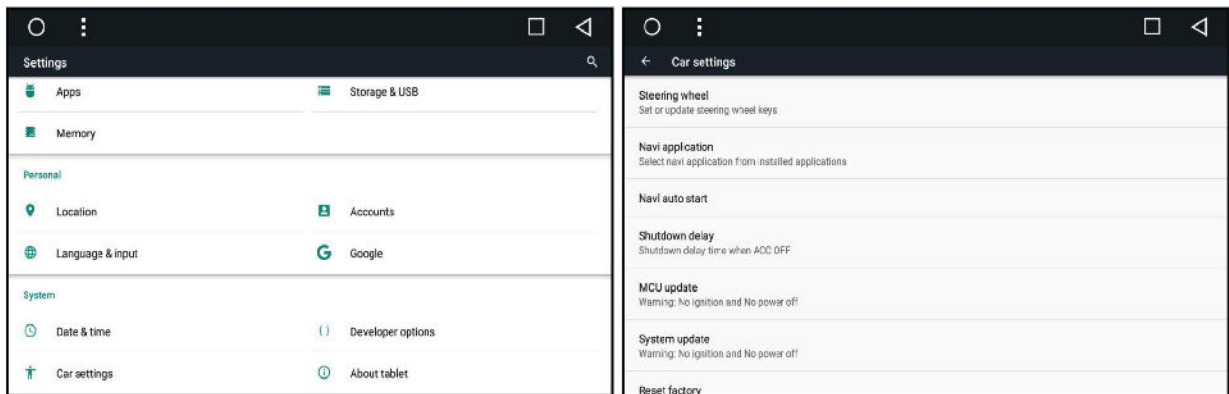 Settings
Apps
Storage & USB
Memory
Personal
Location
Accounts
Language & input
Google
System
Date & time
Developer options
Car settings
About tablet
Car settings
Steering wheel
Set or update steering wheel keys
Navi application
Select navi application from installed applications
Navi auto start
Shutdown delay
Shutdown delay time when ACC OFF
MCU update
Warning: No ignition and No power off
System update
Warning: No ignition and No power off
Reset factory